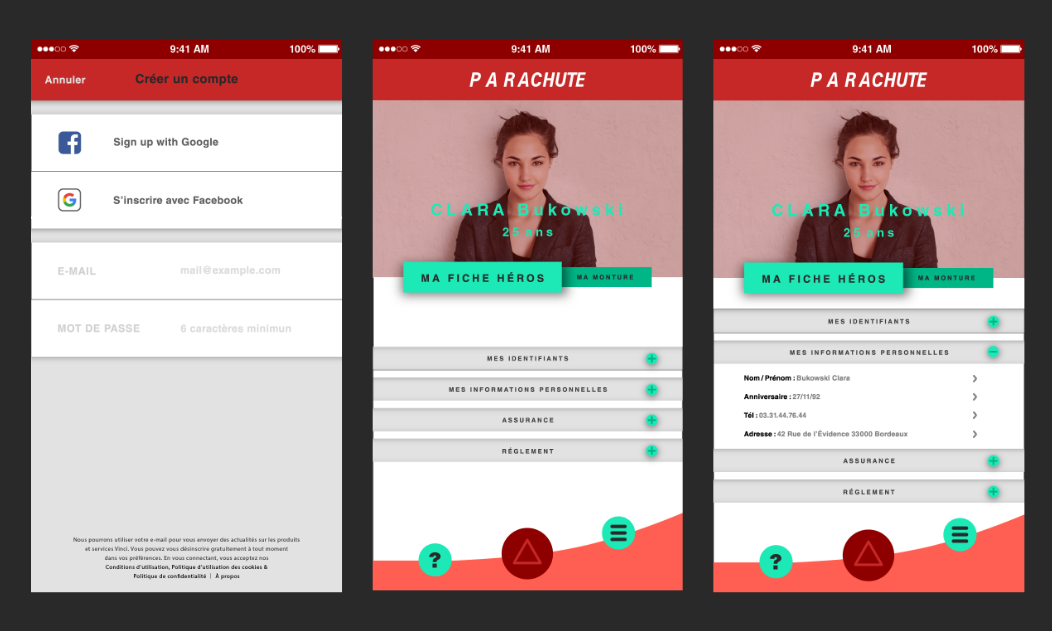 9:41 AM
100%
Annuler
Créer un compte
Sign up with Google
S'inscrire avec Facebook
E-MAIL mail@example.com
MOT DE PASSE 6 caractères minimun
Nous pourrons utiliser votre e-mail pour vous envoyer des actualités sur les produits
et services Vinci. Vous pouvez vous désinscrire gratuitement à tout moment
dans vos préférences. En vous connectant, vous acceptez nos
Conditions d'utilisation, Politique d'utilisation des cookies &
Politique de confidentialité | À propos
9:41 AM
100%
PARACHUTE
CLARA Bukowski
25 ans
MA FICHE HÉROS
MA MONTURE
MES IDENTIFIANTS
MES INFORMATIONS PERSONNELLES
ASSURANCE
RÉGLEMENT
?
9:41 AM
100%
PARACHUTE
CLARA Bukowski
25 ans
MA FICHE HÉROS
MA MONTURE
MES IDENTIFIANTS
MES INFORMATIONS PERSONNELLES
Nom / Prénom : Bukowski Clara
Anniversaire : 27/11/92
Tél : 03.31.44.76.44
Adresse : 42 Rue de l'Évidence 33000 Bordeaux
ASSURANCE
RÉGLEMENT
?